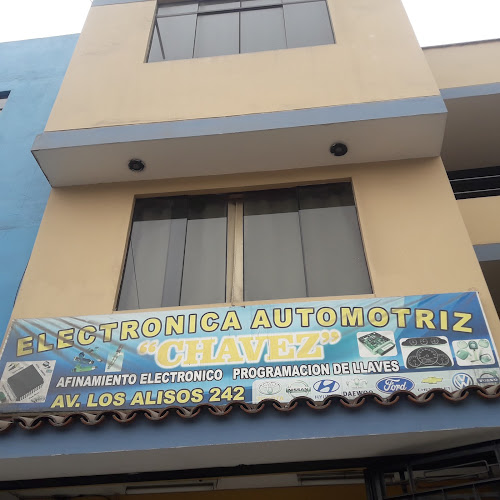 ELECTRONICA AUTOMOTRIZ
"CHAVEZ"
AFINAMIENTO ELECTRONICO PROGRAMACION DE LLAVES
AV. LOS ALISOS 242
NISSAN HYUNDAI DAEWOO Ford